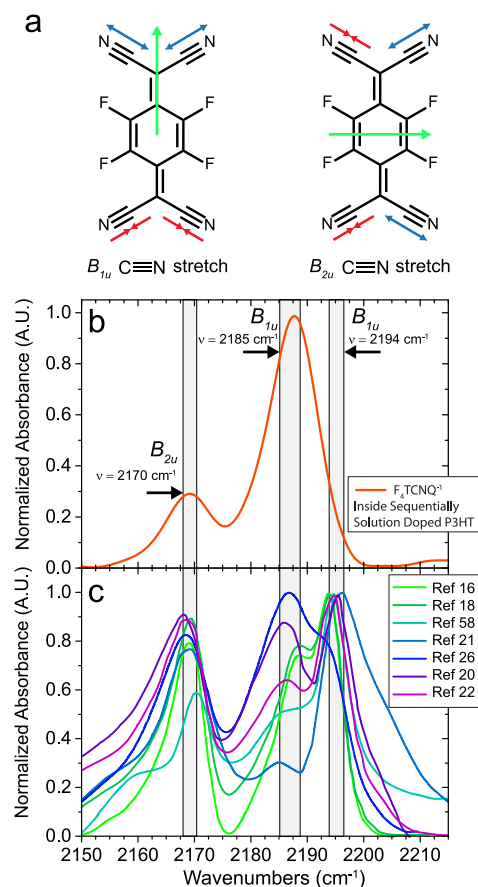 a
N N N N
F F F F
F F F F
N N N N
B1u C≡N stretch B2u C≡N stretch
b
B1u
ν = 2185 cm⁻¹
B1u
ν = 2194 cm⁻¹
B2u
ν = 2170 cm⁻¹
F4TCNQ⁻¹
Inside Sequentially
Solution Doped P3HT
Normalized Absorbance (A.U.)
1.0
0.8
0.6
0.4
0.2
0.0
c
Ref 16
Ref 18
Ref 58
Ref 21
Ref 26
Ref 20
Ref 22
Normalized Absorbance (A.U.)
1.0
0.8
0.6
0.4
0.2
0.0
2150 2160 2170 2180 2190 2200 2210
Wavenumbers (cm⁻¹)